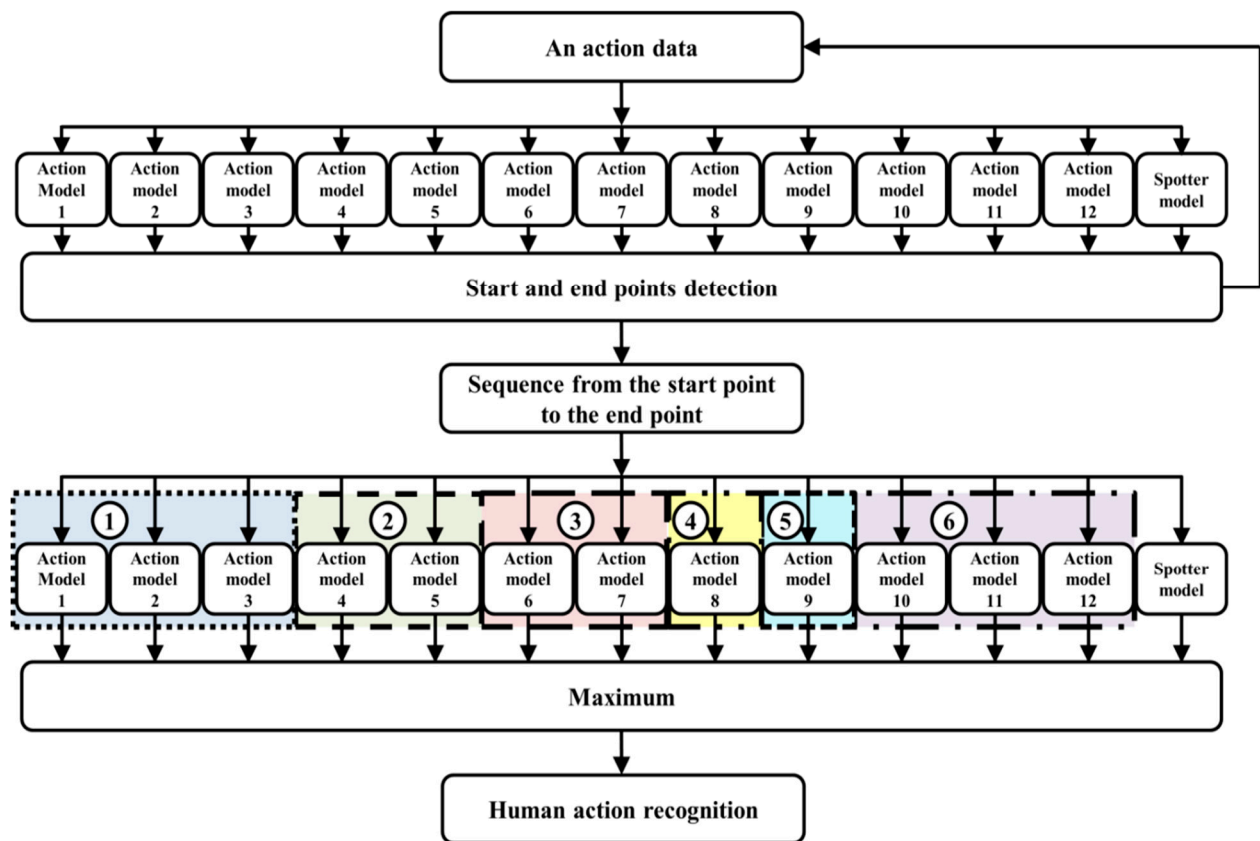 An action data
Action Model 1
Action model 2
Action model 3
Action model 4
Action model 5
Action model 6
Action model 7
Action model 8
Action model 9
Action model 10
Action model 11
Action model 12
Spotter model
Start and end points detection
Sequence from the start point
to the end point
1
2
3
4
5
6
Action Model 1
Action model 2
Action model 3
Action model 4
Action model 5
Action model 6
Action model 7
Action model 8
Action model 9
Action model 10
Action model 11
Action model 12
Spotter model
Maximum
Human action recognition